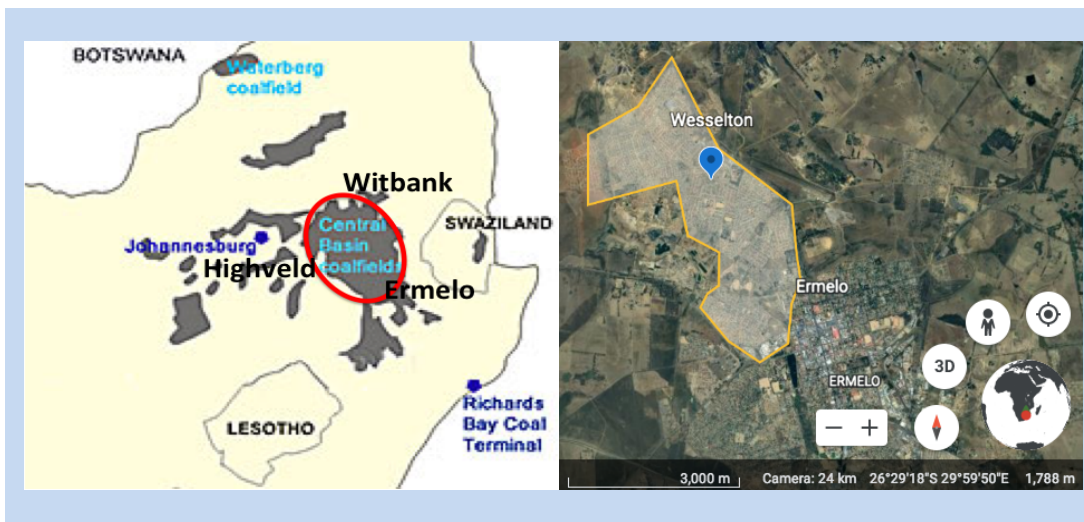 BOTSWANA
Waterberg
coalfield
Witbank
Central
Basin
coalfields
SWAZILAND
Johannesburg
Highveld
Ermelo
Richards
Bay Coal
Terminal
LESOTHO
Wesselton
Ermelo
ERMELO
3D
− +
3,000 m
Camera: 24 km 26°29'18"S 29°59'50"E 1,788 m